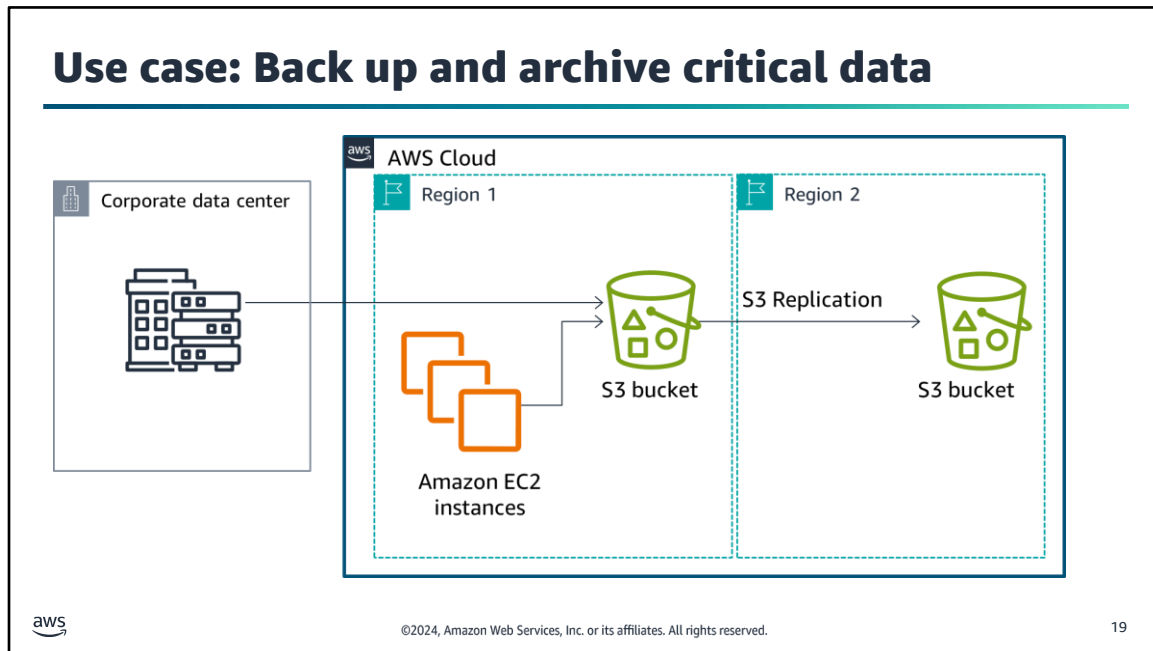 Use case: Back up and archive critical data
aws
AWS Cloud
Corporate data center
Region 1
Region 2
S3 Replication
S3 bucket
S3 bucket
Amazon EC2
instances
aws
©2024, Amazon Web Services, Inc. or its affiliates. All rights reserved.
19